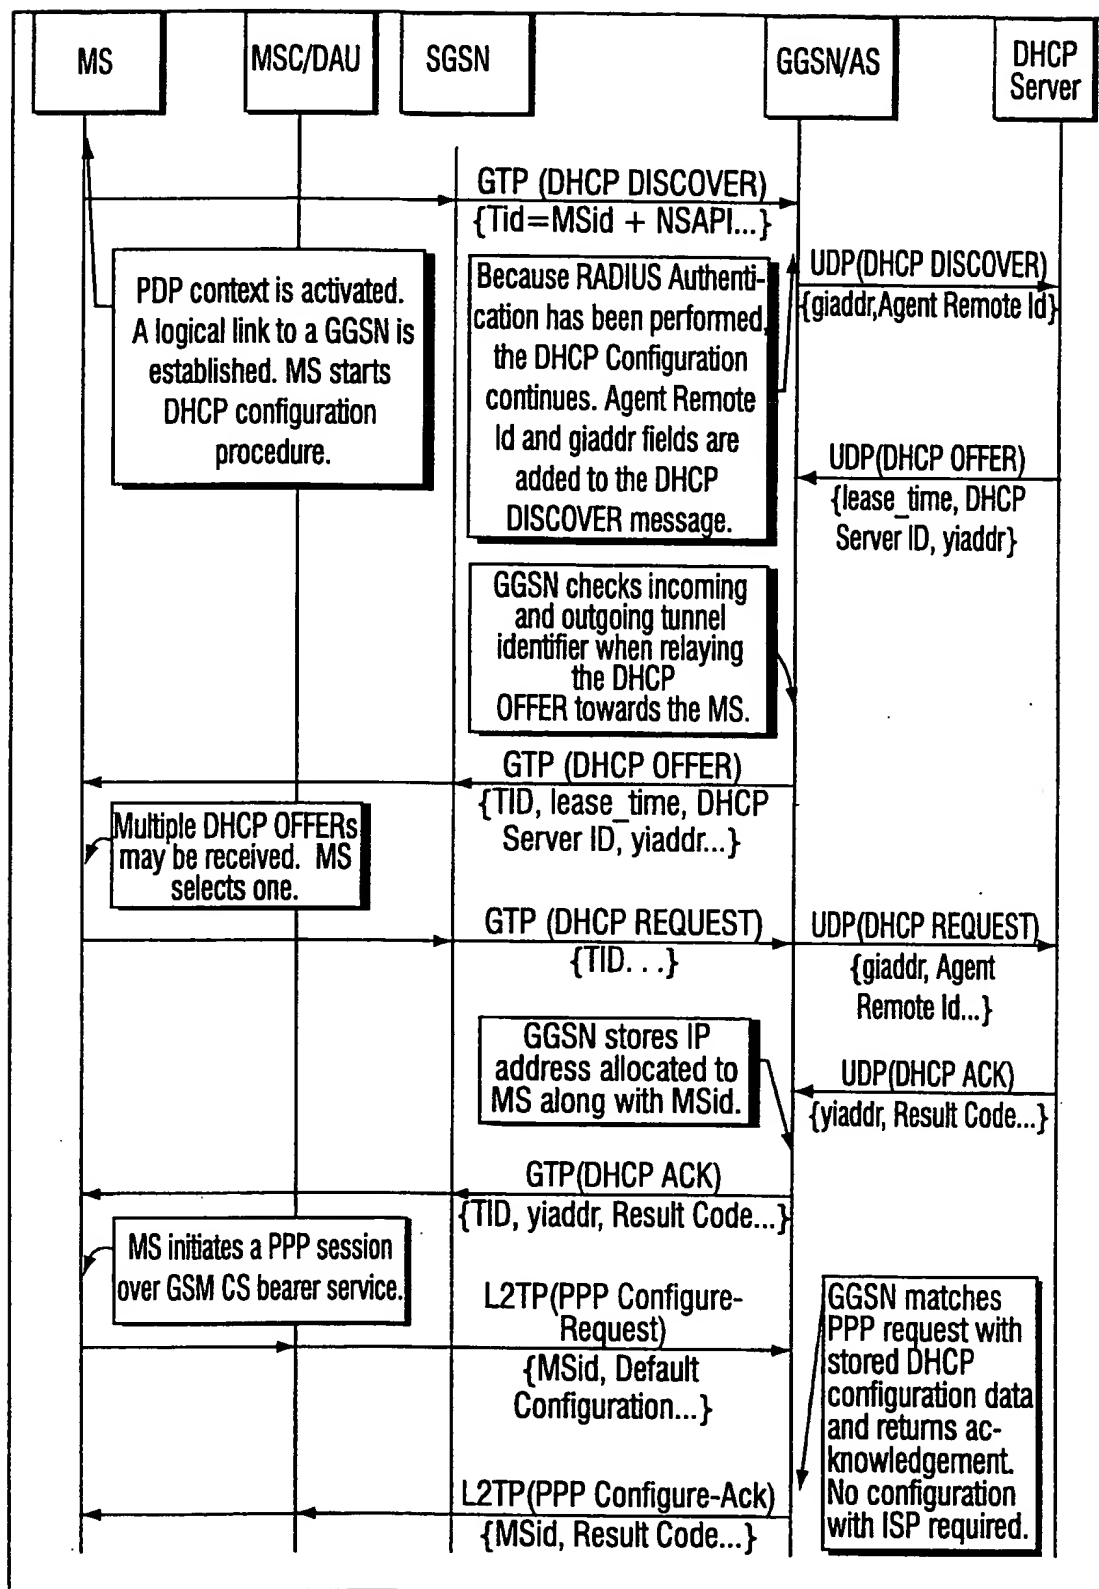 MS
MSC/DAU
SGSN
GGSN/AS
DHCP
Server
GTP (DHCP DISCOVER)
{Tid=MSid + NSAPI...}
PDP context is activated.
A logical link to a GGSN is
established. MS starts
DHCP configuration
procedure.
Because RADIUS Authenti-
cation has been performed,
the DHCP Configuration
continues. Agent Remote
Id and giaddr fields are
added to the DHCP
DISCOVER message.
UDP(DHCP DISCOVER)
{giaddr,Agent Remote Id}
UDP(DHCP OFFER)
{lease_time, DHCP
Server ID, yiaddr}
GGSN checks incoming
and outgoing tunnel
identifier when relaying
the DHCP
OFFER towards the MS.
GTP (DHCP OFFER)
{TID, lease_time, DHCP
Server ID, yiaddr...}
Multiple DHCP OFFERs
may be received. MS
selects one.
GTP (DHCP REQUEST)
{TID. . .}
UDP(DHCP REQUEST)
{giaddr, Agent
Remote Id...}
GGSN stores IP
address allocated to
MS along with MSid.
UDP(DHCP ACK)
{yiaddr, Result Code...}
GTP(DHCP ACK)
{TID, yiaddr, Result Code...}
MS initiates a PPP session
over GSM CS bearer service.
L2TP(PPP Configure-
Request)
{MSid, Default
Configuration...}
GGSN matches
PPP request with
stored DHCP
configuration data
and returns ac-
knowledgement.
No configuration
with ISP required.
L2TP(PPP Configure-Ack)
{MSid, Result Code...}